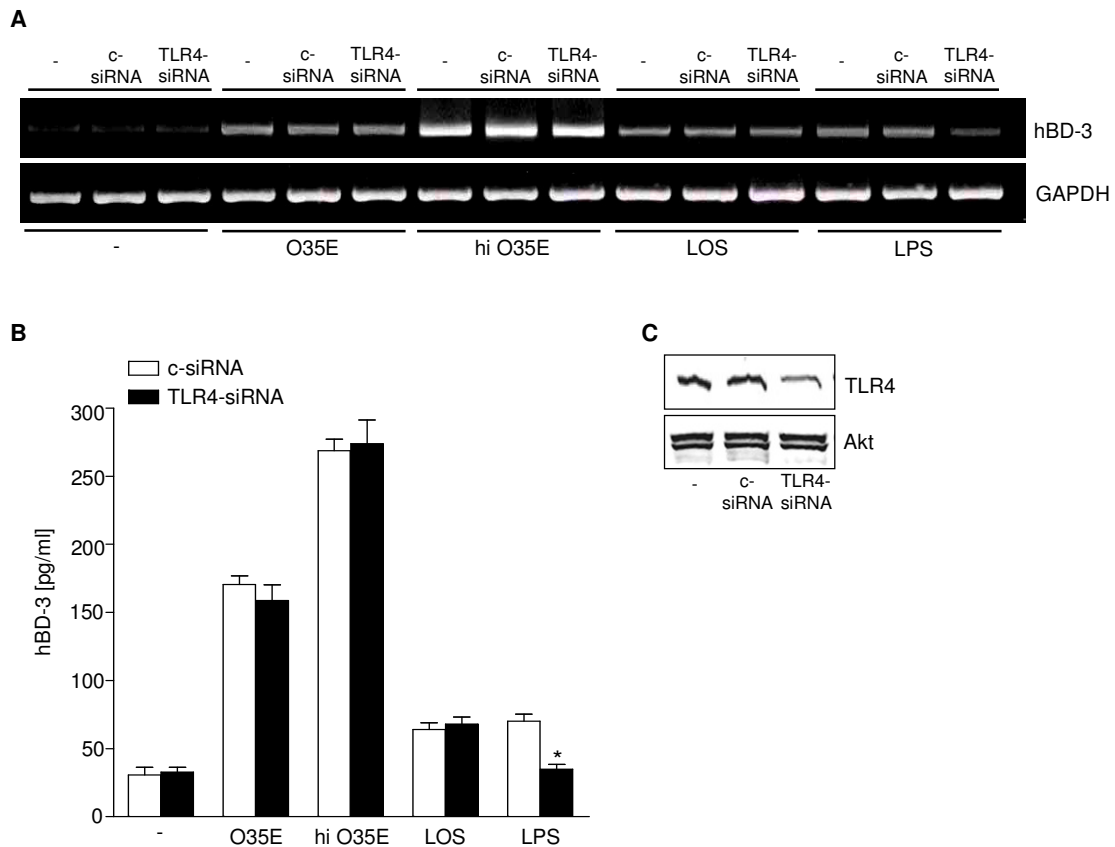 A
- c- TLR4- - c- TLR4- - c- TLR4- - c- TLR4- - c- TLR4-
siRNA siRNA siRNA siRNA siRNA siRNA siRNA siRNA siRNA siRNA
hBD-3
GAPDH
- O35E hi O35E LOS LPS
B
c-siRNA
TLR4-siRNA
300
250
200
150
100
50
0
hBD-3 [pg/ml]
*
- O35E hi O35E LOS LPS
C
TLR4
Akt
- c- TLR4-
siRNA siRNA